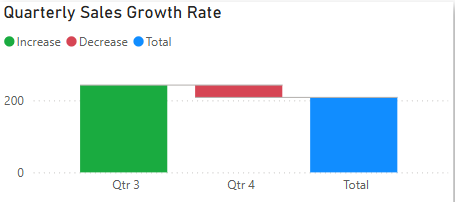 Quarterly Sales Growth Rate
Increase Decrease Total
200
0
Qtr 3 Qtr 4 Total